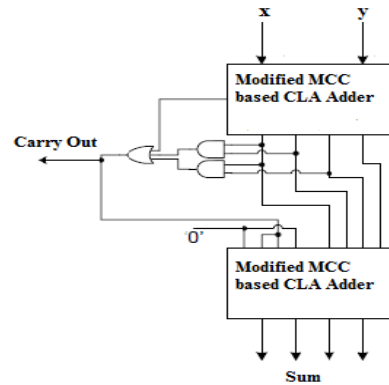 x y
Modified MCC
based CLA Adder
Carry Out
'0'
Modified MCC
based CLA Adder
Sum